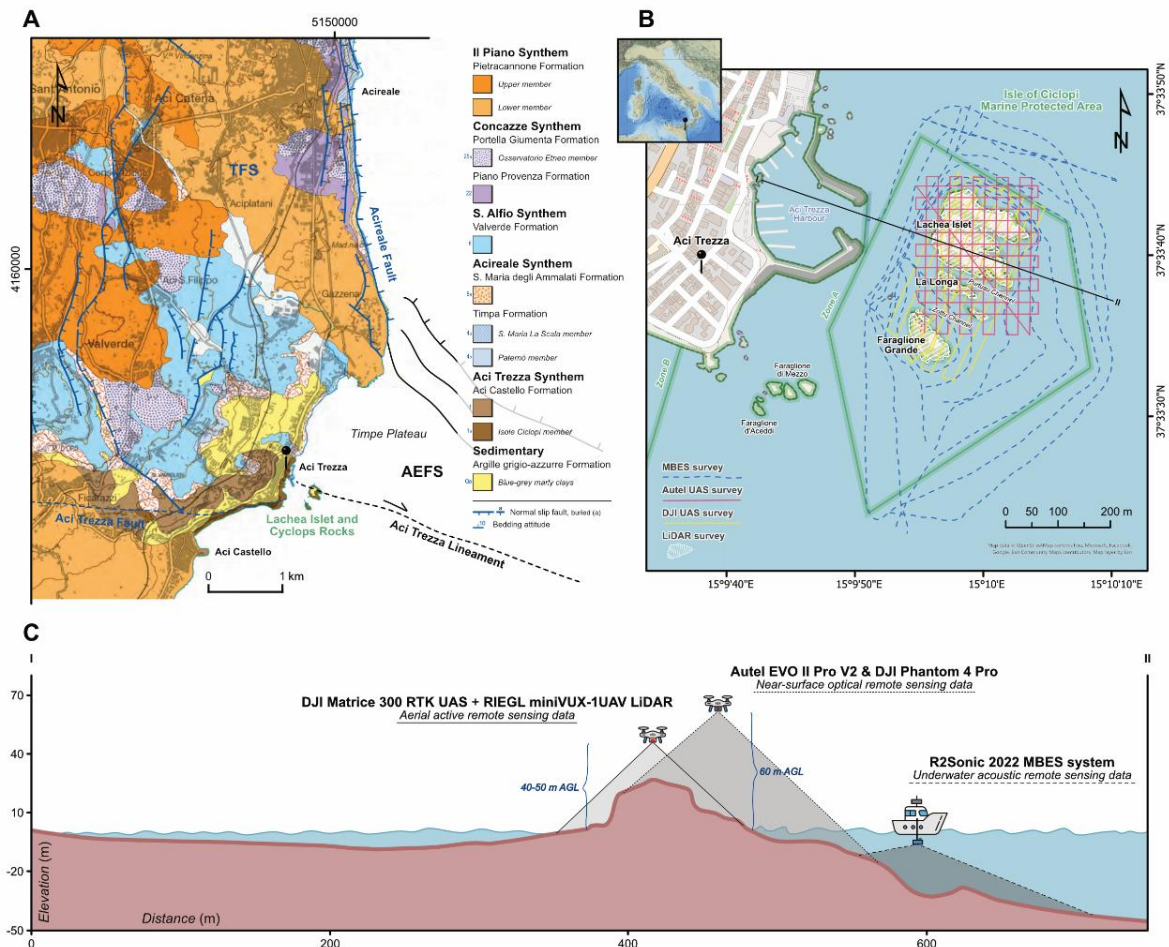 A
5150000
4160000
N
Sant'Antonio
Aci Catena
TFS
Aciplatani
Acireale
Acireale Fault
Gazzena
Aci S. Filippo
Valverde
Ficarazzi
Aci Trezza Fault
Aci Trezza
Lachea Islet and
Cyclops Rocks
Aci Castello
Timpe Plateau
AEFS
Aci Trezza Lineament
0 1 km
Il Piano Synthem
Pietracannone Formation
Upper member
Lower member
Concazze Synthem
Portella Giumenta Formation
Osservatorio Etneo member
Piano Provenza Formation
22
S. Alfio Synthem
Valverde Formation
Acireale Synthem
S. Maria degli Ammalati Formation
Timpa Formation
S. Maria La Scala member
Paternò member
Aci Trezza Synthem
Aci Castello Formation
Isole Ciclopi member
Sedimentary
Argille grigio-azzurre Formation
Blue-grey marly clays
Normal slip fault, buried (a)
a
10
Bedding attitude
B
Isle of Ciclopi
Marine Protected Area
N
37°33'50"N
37°33'40"N
37°33'30"N
I
Aci Trezza
Harbour
Aci Trezza
Lachea Islet
La Longa
Zone A
Faraglione
Grande
Zone B
Faraglione
di Mezzo
Faraglione
d'Aceddi
II
MBES survey
Autel UAS survey
DJI UAS survey
LiDAR survey
0 100 200 m
15°9'40"E
15°9'50"E
15°10'E
15°10'10"E
C
I
II
70
40
10
-20
-50
Elevation (m)
Distance (m)
0
200
400
600
DJI Matrice 300 RTK UAS + RIEGL miniVUX-1UAV LiDAR
Aerial active remote sensing data
40-50 m AGL
Autel EVO II Pro V2 & DJI Phantom 4 Pro
Near-surface optical remote sensing data
60 m AGL
R2Sonic 2022 MBES system
Underwater acoustic remote sensing data